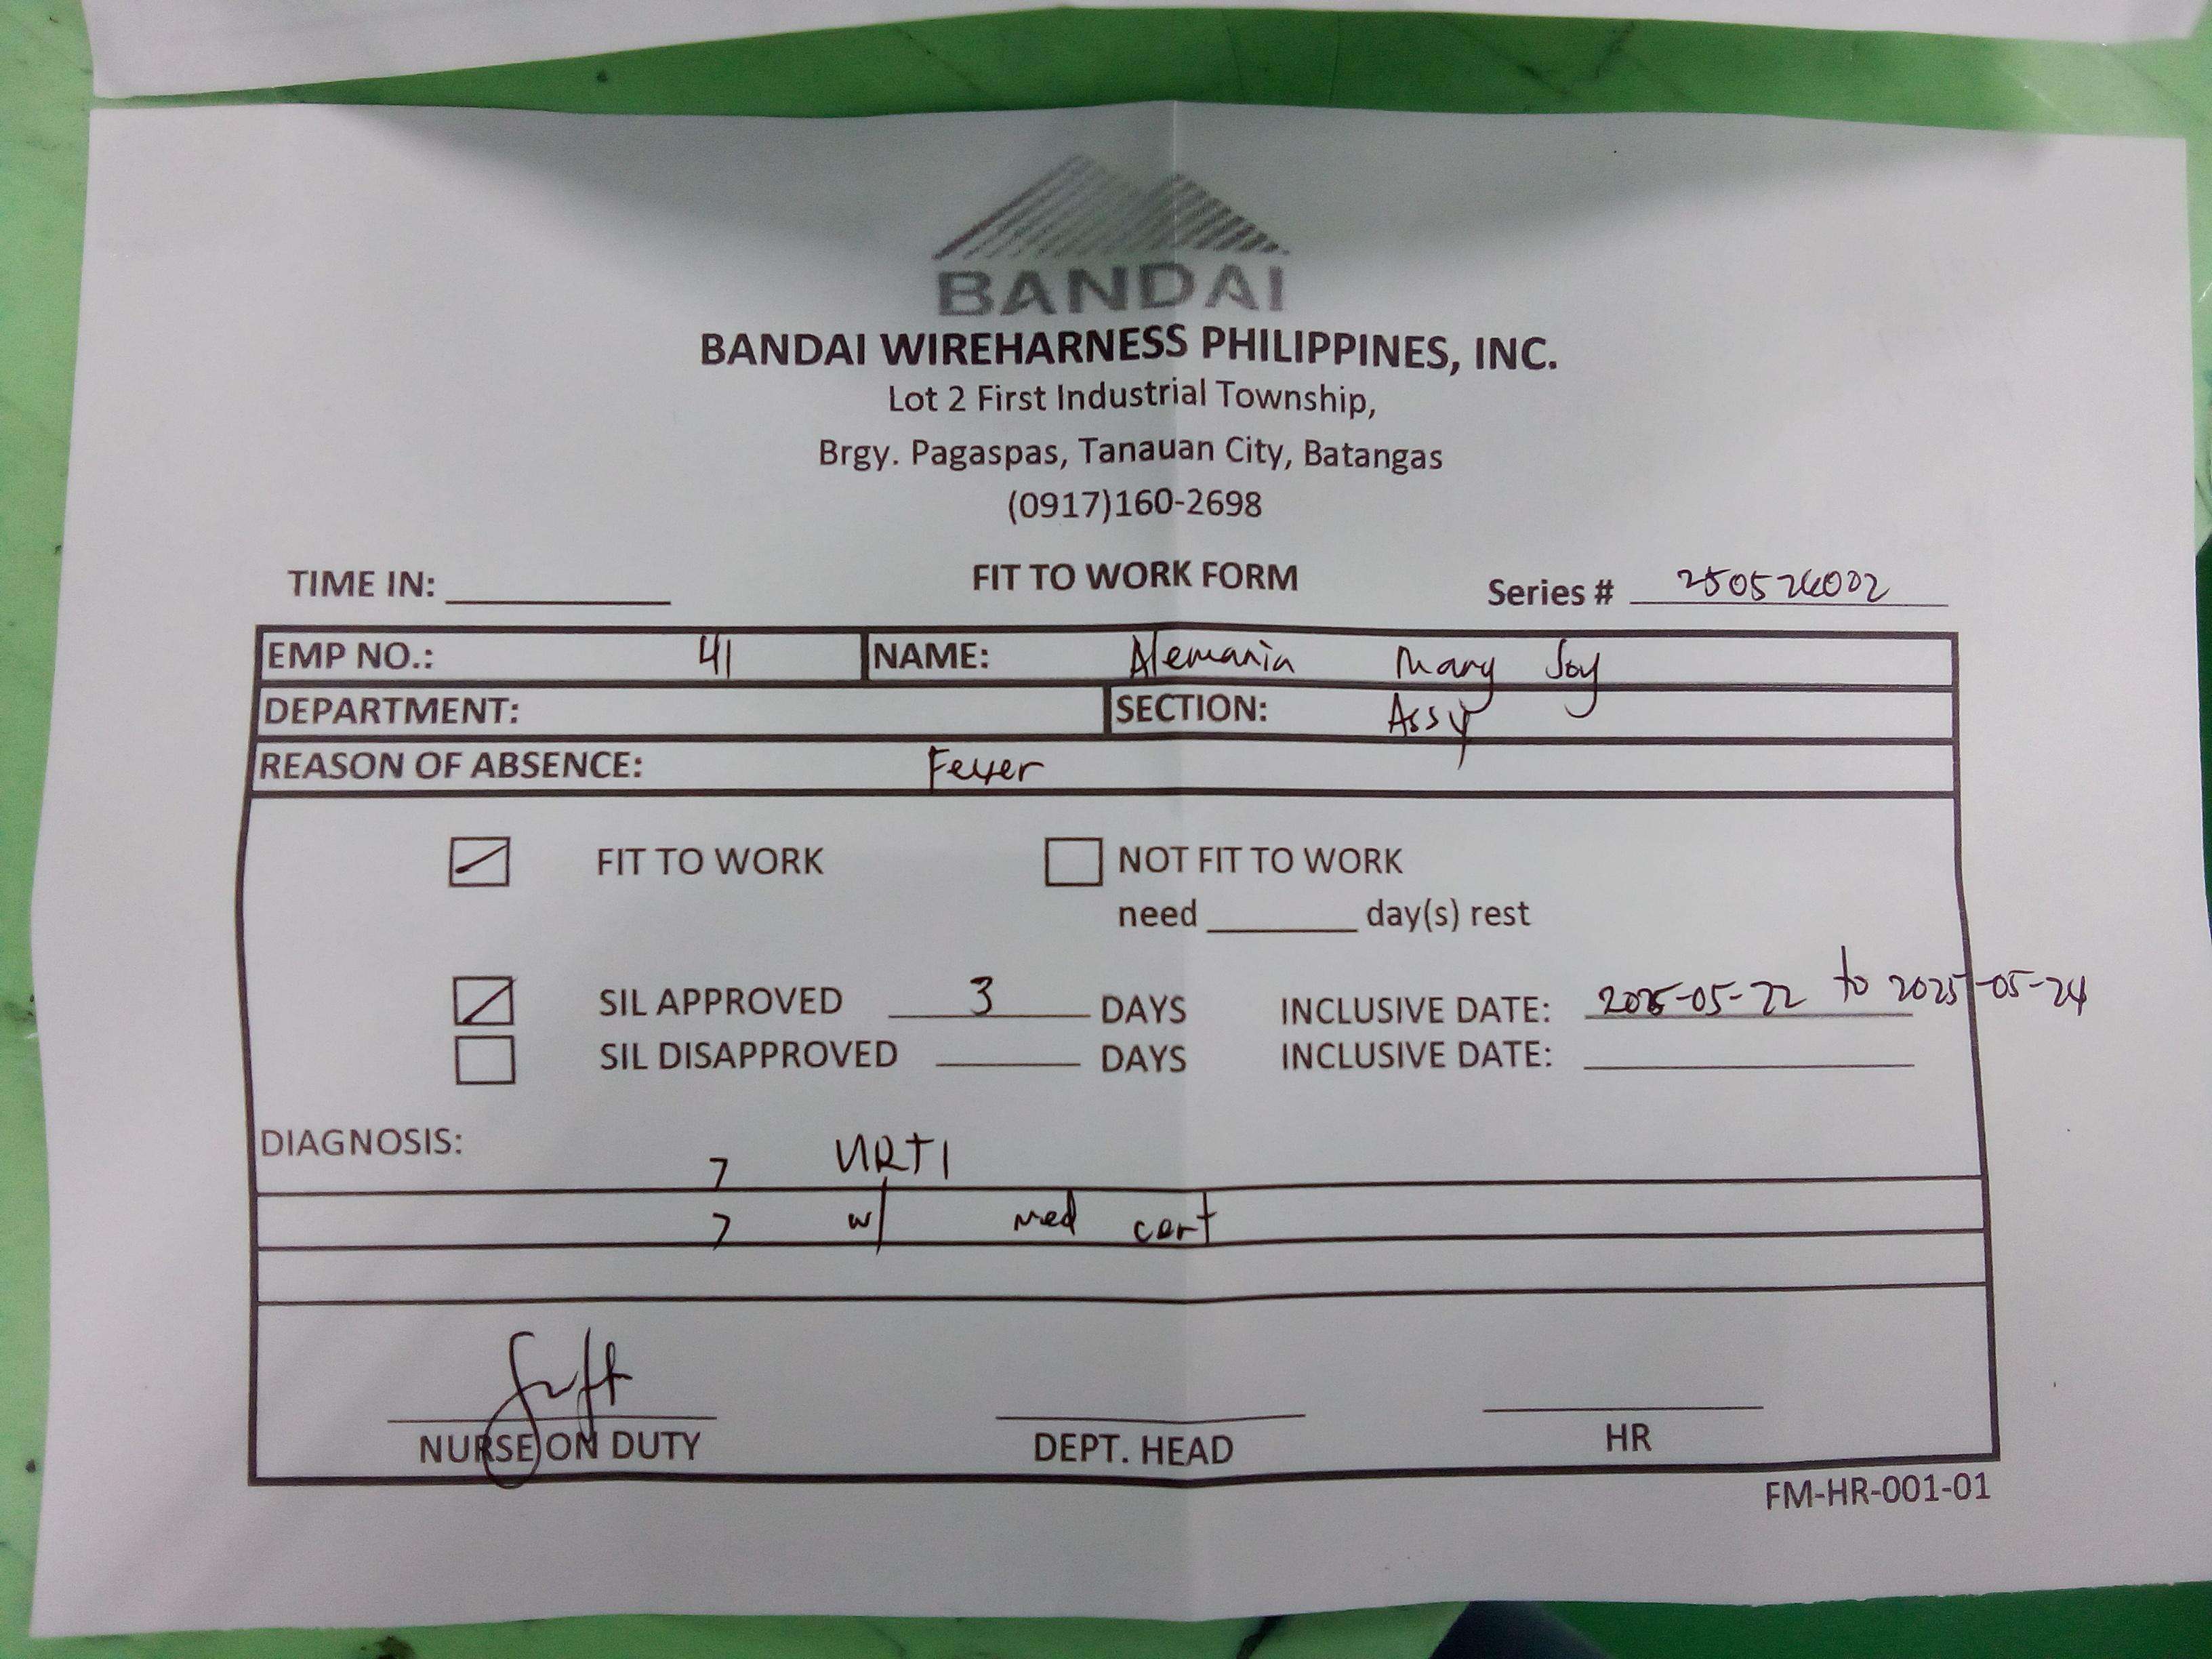 BANDAI
BANDAI WIREHARNESS PHILIPPINES, INC.
Lot 2 First Industrial Township,
Brgy. Pagaspas, Tanauan City, Batangas
(0917)160-2698
TIME IN: FIT TO WORK FORM Series # 250526002
EMP NO.: 41 NAME: Alemania Mary Joy
DEPARTMENT: SECTION: Assy
REASON OF ABSENCE: Fever
FIT TO WORK NOT FIT TO WORK
need ______ day(s) rest
SIL APPROVED 3 DAYS INCLUSIVE DATE: 2025-05-22 to 2025-05-24
SIL DISAPPROVED ______ DAYS INCLUSIVE DATE: ______
DIAGNOSIS: > URTI
> w/ med cert
NURSE ON DUTY DEPT. HEAD HR
FM-HR-001-01